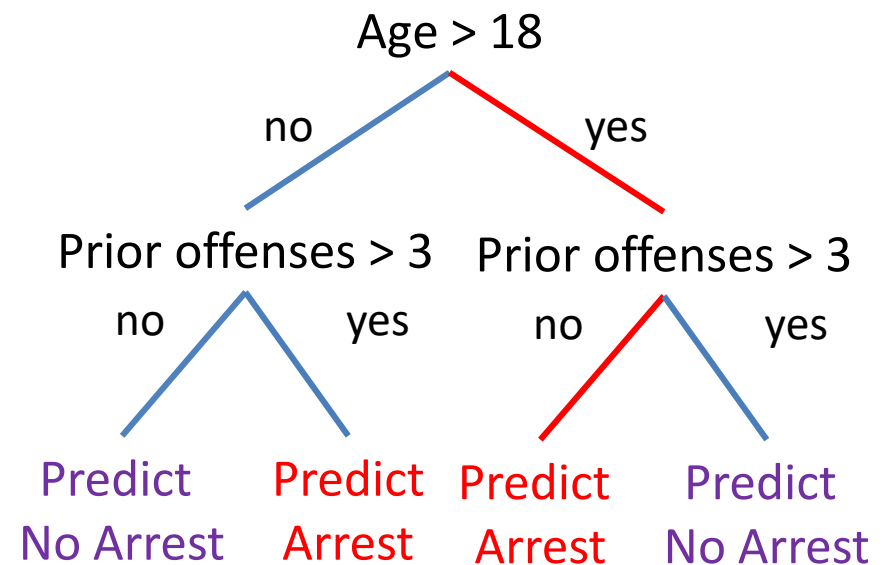 Age > 18
no
yes
Prior offenses > 3
Prior offenses > 3
no
yes
no
yes
Predict
No Arrest
Predict
Arrest
Predict
Arrest
Predict
No Arrest